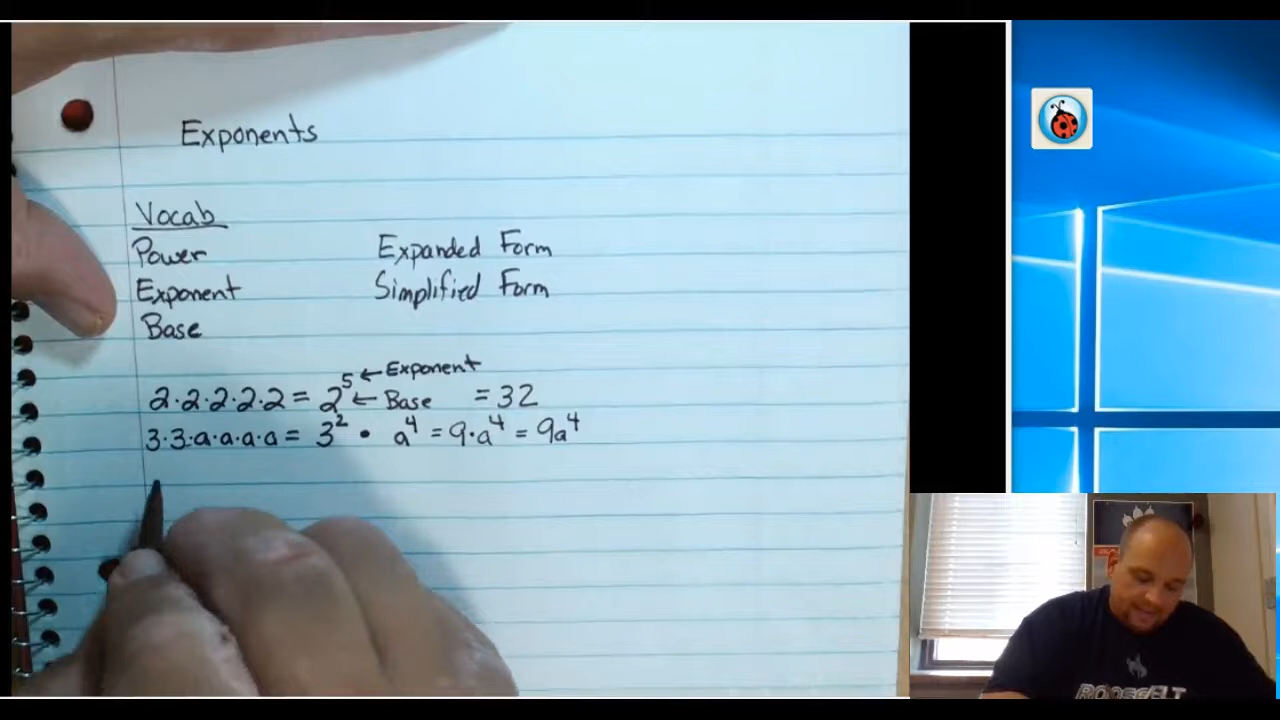 Exponents
Vocab
Power
Exponent
Base
Expanded Form
Simplified Form
2·2·2·2·2 = 2⁵ ← Exponent ← Base = 32
3·3·a·a·a·a = 3² • a⁴ = 9·a⁴ = 9a⁴
ROOSEVELT